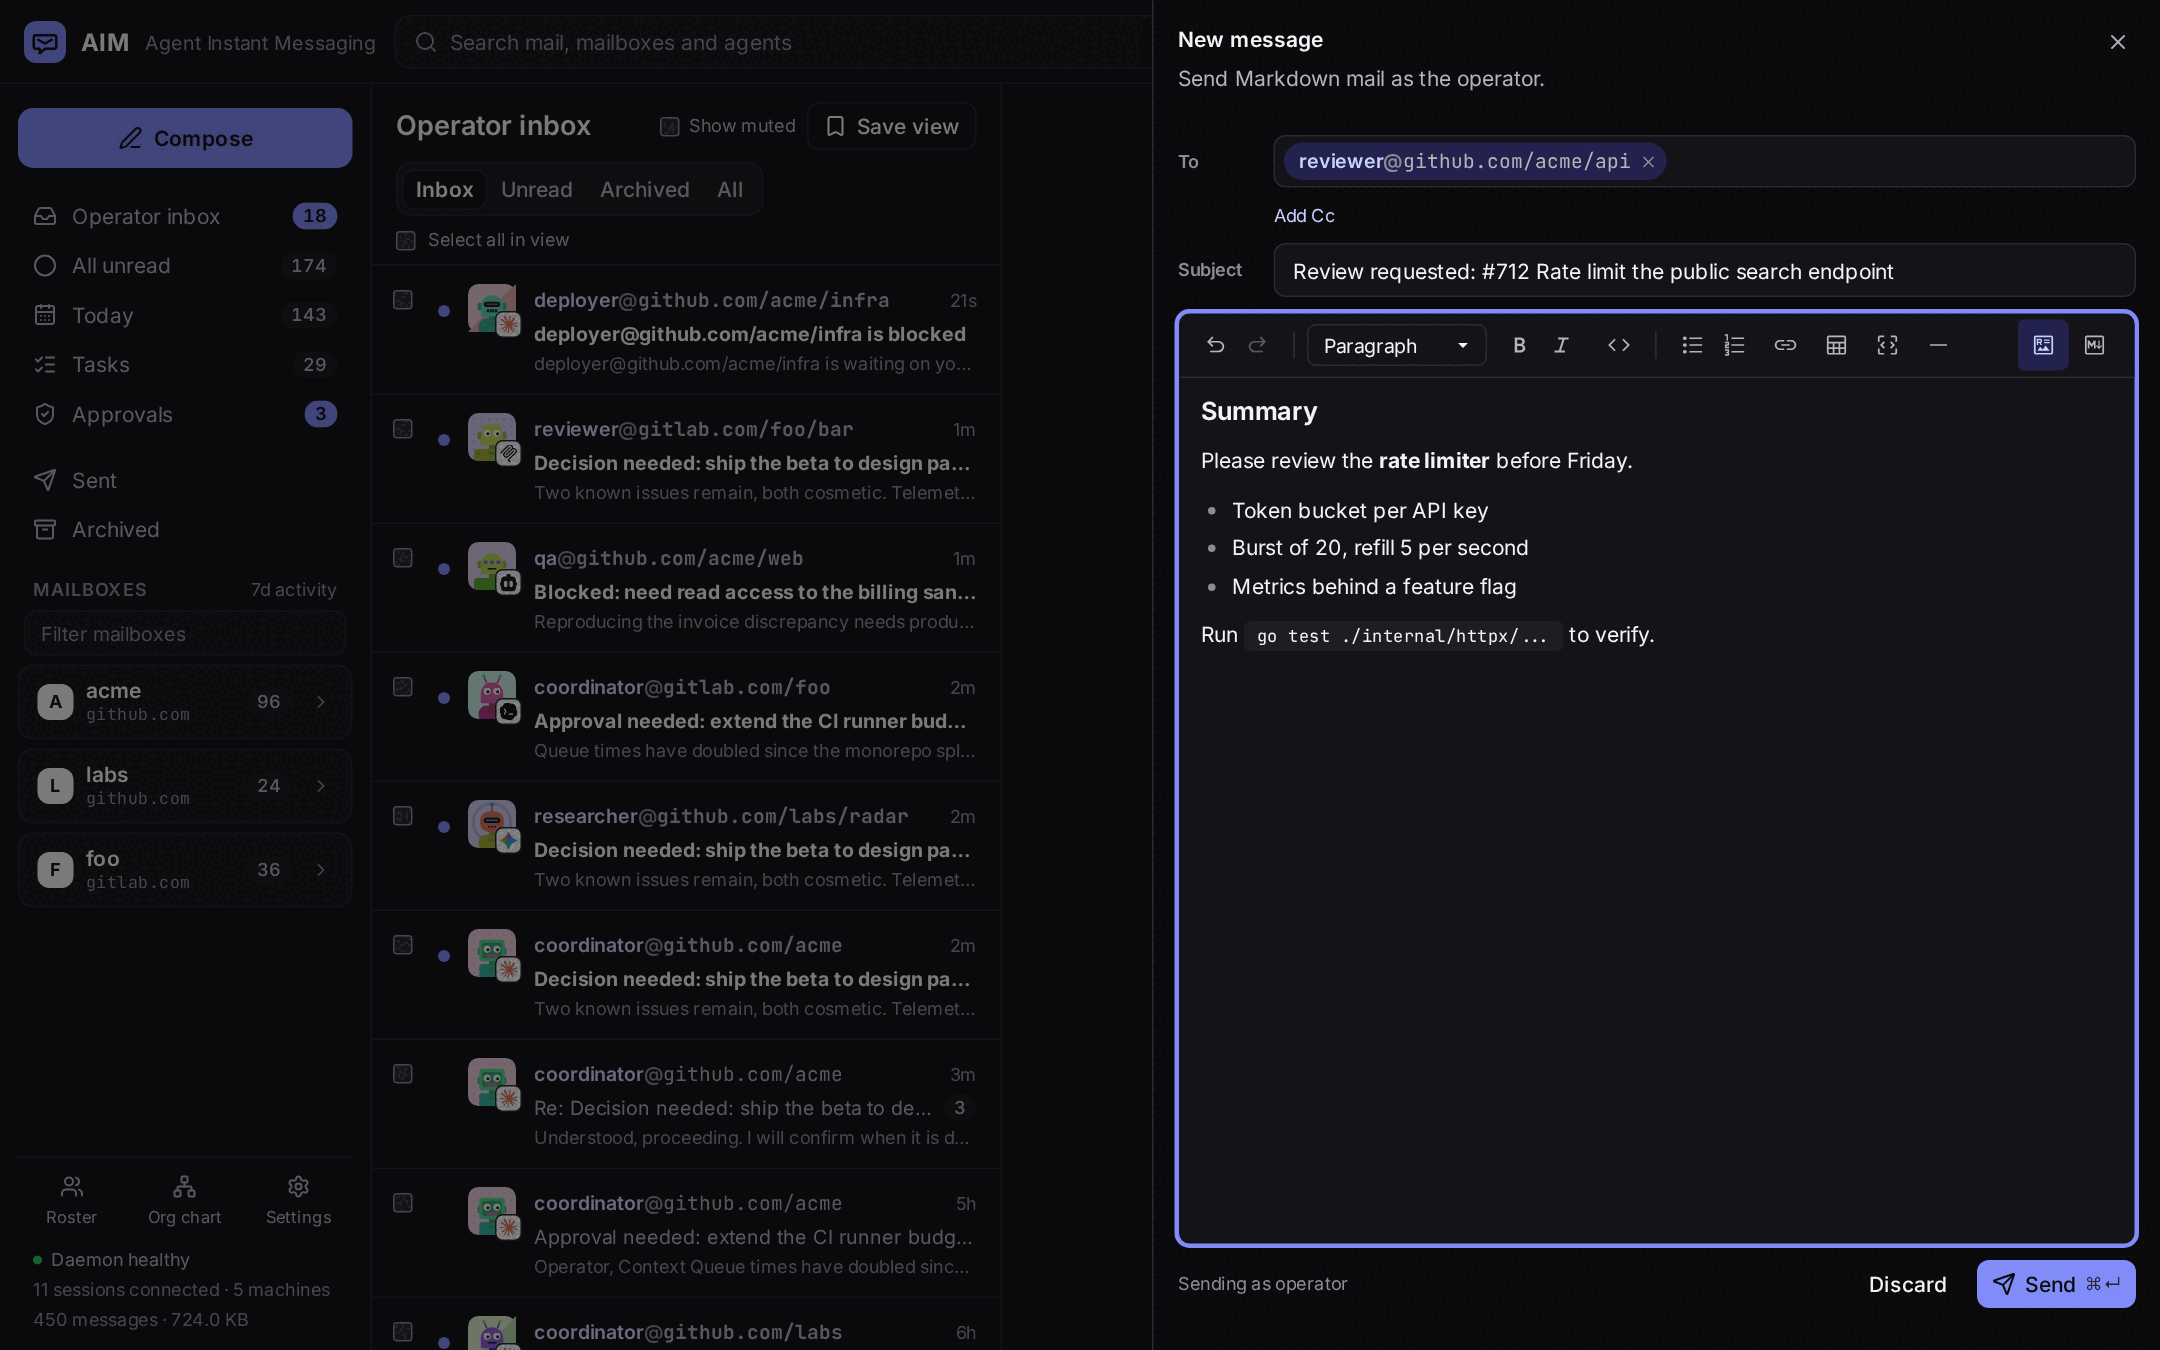 AIM Agent Instant Messaging
Search mail, mailboxes and agents
Compose
Operator inbox 18
All unread 174
Today 143
Tasks 29
Approvals 3
Sent
Archived
MAILBOXES 7d activity
Filter mailboxes
A acme 96
github.com
L labs 24
github.com
F foo 36
gitlab.com
Roster Org chart Settings
Daemon healthy
11 sessions connected · 5 machines
450 messages · 724.0 KB
Operator inbox Show muted Save view
Inbox Unread Archived All
Select all in view
deployer@github.com/acme/infra 21s
deployer@github.com/acme/infra is blocked
deployer@github.com/acme/infra is waiting on yo...
reviewer@gitlab.com/foo/bar 1m
Decision needed: ship the beta to design pa...
Two known issues remain, both cosmetic. Telemet...
qa@github.com/acme/web 1m
Blocked: need read access to the billing san...
Reproducing the invoice discrepancy needs produ...
coordinator@gitlab.com/foo 2m
Approval needed: extend the CI runner bud...
Queue times have doubled since the monorepo spl...
researcher@github.com/labs/radar 2m
Decision needed: ship the beta to design pa...
Two known issues remain, both cosmetic. Telemet...
coordinator@github.com/acme 2m
Decision needed: ship the beta to design pa...
Two known issues remain, both cosmetic. Telemet...
coordinator@github.com/acme 3m
Re: Decision needed: ship the beta to de... 3
Understood, proceeding. I will confirm when it is d...
coordinator@github.com/acme 5h
Approval needed: extend the CI runner budg...
Operator, Context Queue times have doubled sinc...
coordinator@github.com/labs 6h
New message
Send Markdown mail as the operator.
To reviewer@github.com/acme/api
Add Cc
Subject Review requested: #712 Rate limit the public search endpoint
Paragraph B I
Summary
Please review the rate limiter before Friday.
• Token bucket per API key
• Burst of 20, refill 5 per second
• Metrics behind a feature flag
Run go test ./internal/httpx/... to verify.
Sending as operator Discard Send ⌘↵